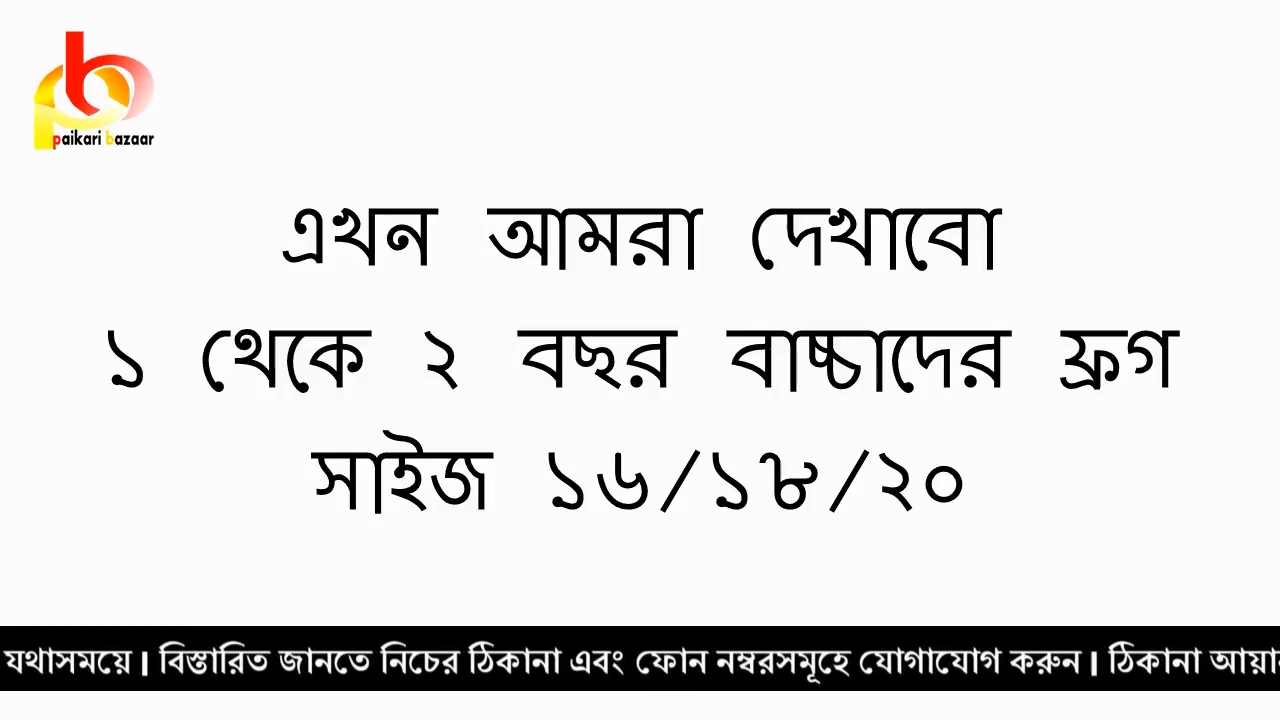 paikari bazaar
এখন আমরা দেখাবো
১ থেকে ২ বছর বাচ্চাদের ফ্রগ
সাইজ ১৬/১৮/২০
যথাসময়ে । বিস্তারিত জানতে নিচের ঠিকানা এবং ফোন নম্বরসমূহে যোগাযোগ করুন । ঠিকানা